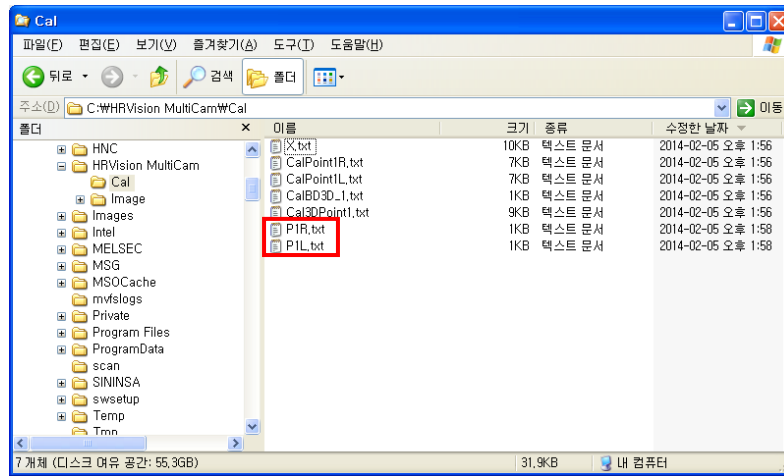 Cal
파일(F) 편집(E) 보기(V) 즐겨찾기(A) 도구(T) 도움말(H)
뒤로 검색 폴더
주소(D) C:₩HRVision MultiCam₩Cal 이동
폴더 이름 크기 종류 수정한 날짜
HNC
HRVision MultiCam
Cal
Image
Images
Intel
MELSEC
MSG
MSOCache
mvfslogs
Private
Program Files
ProgramData
scan
SININSA
swsetup
Temp
Tmp
X.txt 10KB 텍스트 문서 2014-02-05 오후 1:56
CalPoint1R.txt 7KB 텍스트 문서 2014-02-05 오후 1:56
CalPoint1L.txt 7KB 텍스트 문서 2014-02-05 오후 1:56
CalBD3D_1.txt 1KB 텍스트 문서 2014-02-05 오후 1:56
Cal3DPoint1.txt 9KB 텍스트 문서 2014-02-05 오후 1:56
P1R.txt 1KB 텍스트 문서 2014-02-05 오후 1:58
P1L.txt 1KB 텍스트 문서 2014-02-05 오후 1:58
7 개체 (디스크 여유 공간: 55.3GB) 31.9KB 내 컴퓨터